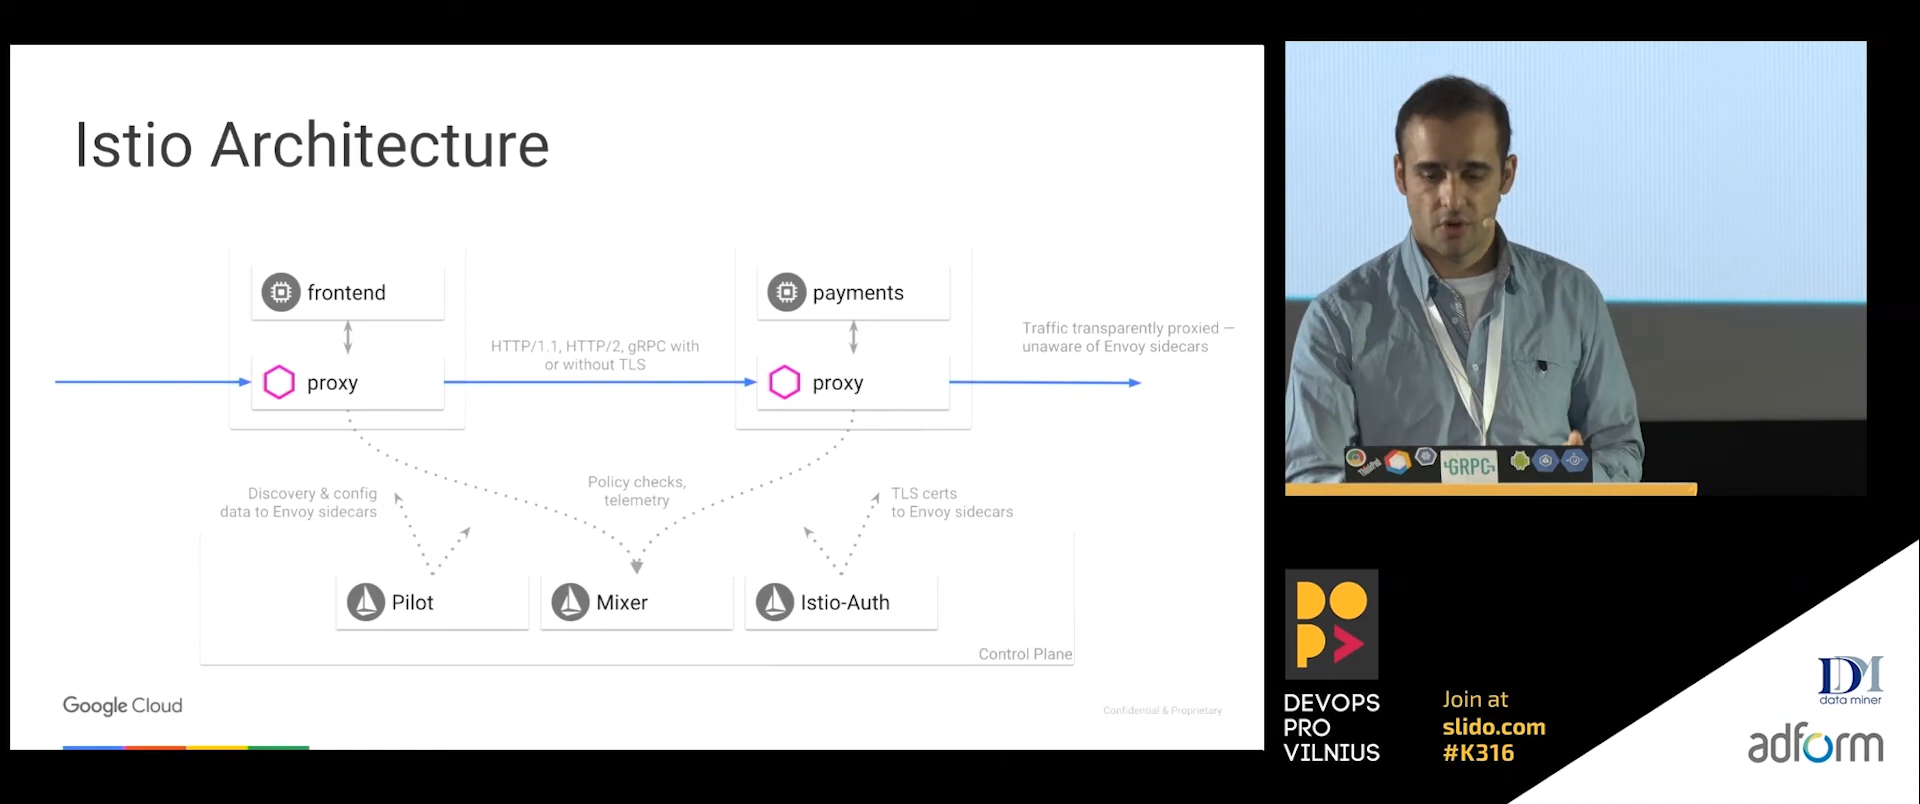 Istio Architecture
frontend
payments
HTTP/1.1, HTTP/2, gRPC with
or without TLS
Traffic transparently proxied —
unaware of Envoy sidecars
proxy
proxy
Policy checks,
telemetry
Discovery & config
data to Envoy sidecars
TLS certs
to Envoy sidecars
Pilot
Mixer
Istio-Auth
Control Plane
Google Cloud
Confidential & Proprietary
ThinkPad
GRPC
DEVOPS
PRO
VILNIUS
Join at
slido.com
#K316
DM
data miner
adform